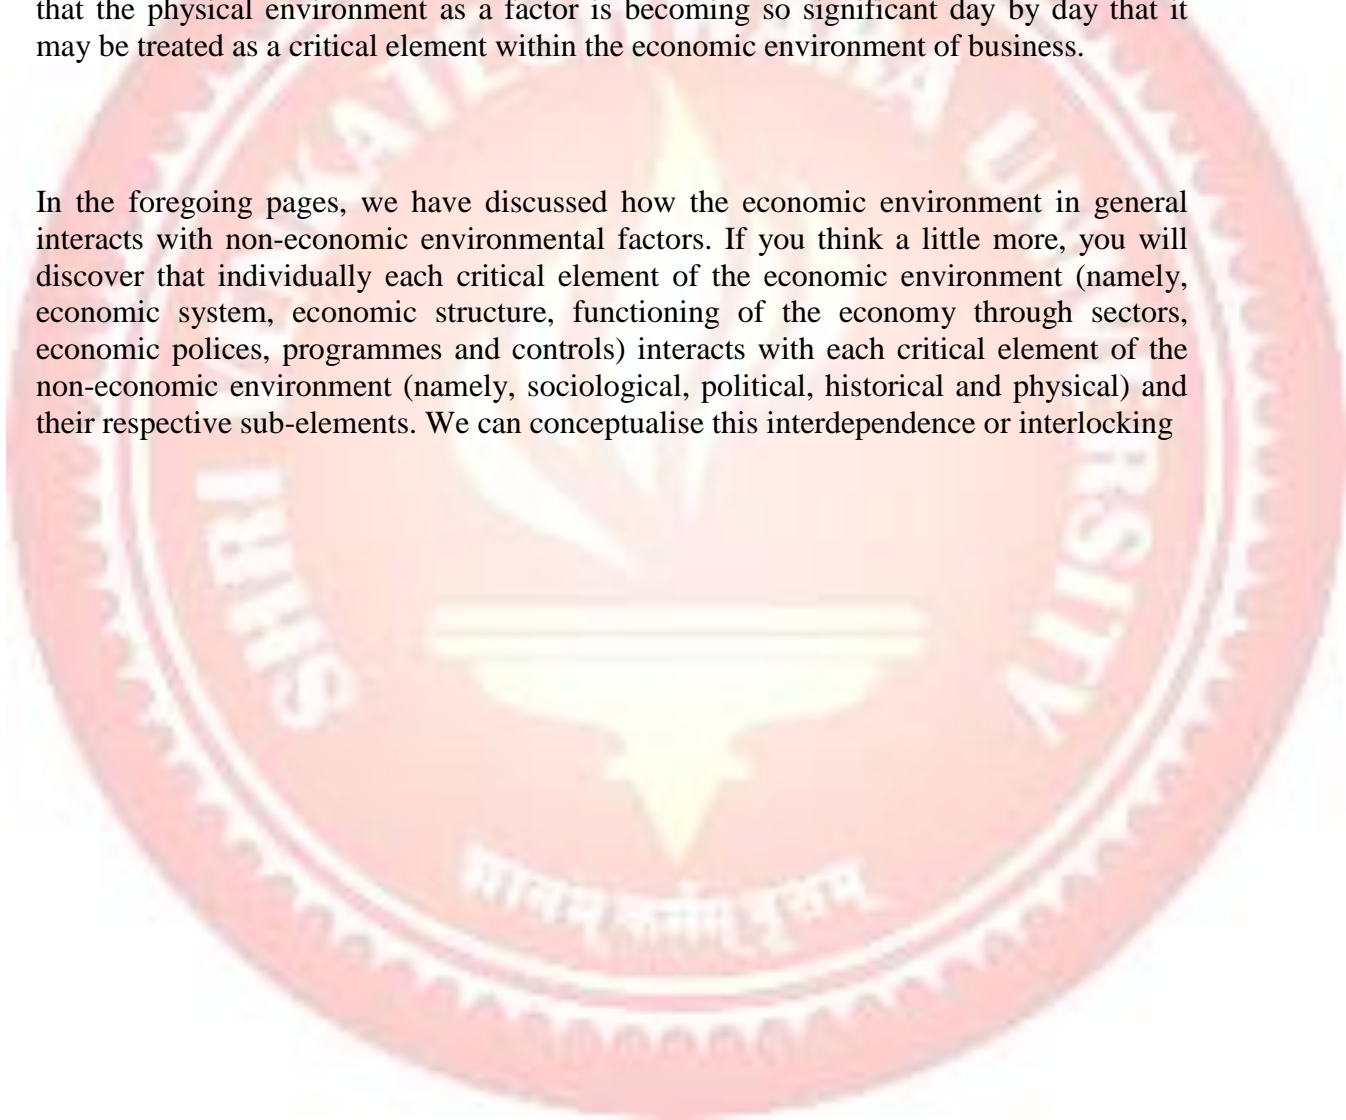 that the physical environment as a factor is becoming so significant day by day that it
may be treated as a critical element within the economic environment of business.
In the foregoing pages, we have discussed how the economic environment in general
interacts with non-economic environmental factors. If you think a little more, you will
discover that individually each critical element of the economic environment (namely,
economic system, economic structure, functioning of the economy through sectors,
economic polices, programmes and controls) interacts with each critical element of the
non-economic environment (namely, sociological, political, historical and physical) and
their respective sub-elements. We can conceptualise this interdependence or interlocking
SHRI
UNIVERSITY